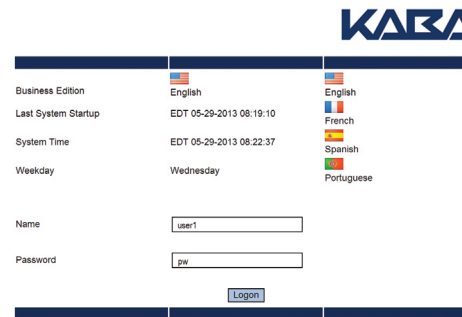 KABA
Business Edition English English
Last System Startup EDT 05-29-2013 08:19:10 French
System Time EDT 05-29-2013 08:22:37 Spanish
Weekday Wednesday Portuguese
Name user1
Password pw
Logon